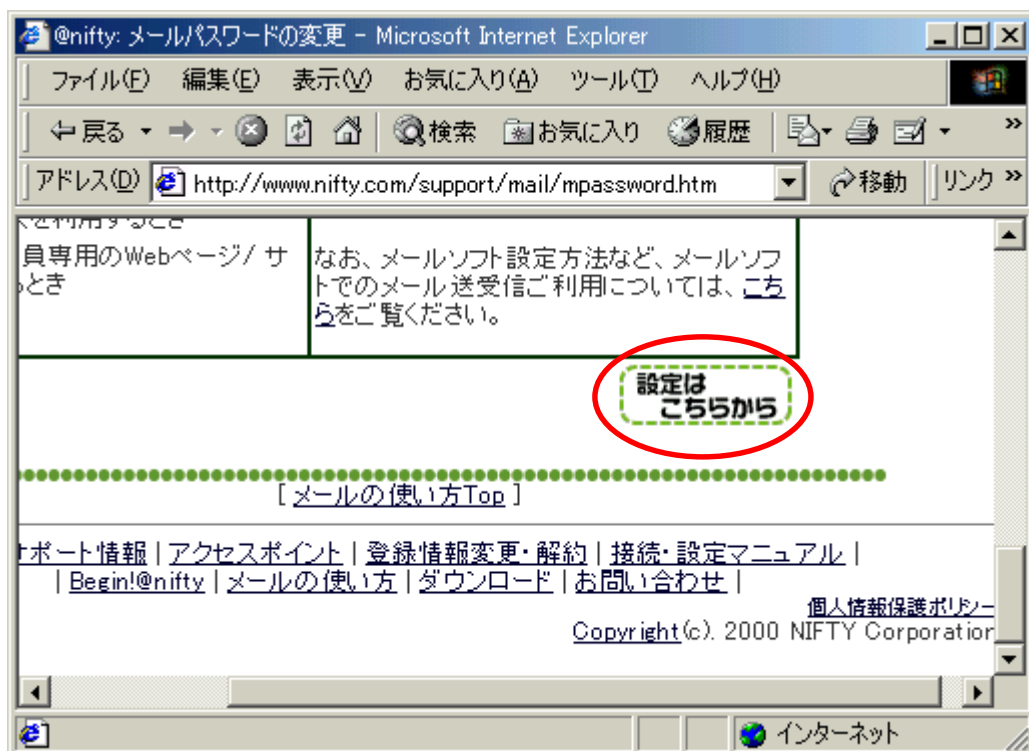 @nifty: メールパスワードの変更 - Microsoft Internet Explorer
ファイル(F) 編集(E) 表示(V) お気に入り(A) ツール(T) ヘルプ(H)
戻る 検索 お気に入り 履歴 »
アドレス(D) http://www.nifty.com/support/mail/mpassword.htm 移動 リンク »
を利用するとき
員専用のWebページ/ サ
とき
なお、メールソフト設定方法など、メールソフ
トでのメール送受信ご利用については、こち
らをご覧ください。
設定は
こちらから
[ メールの使い方Top ]
サポート情報 | アクセスポイント | 登録情報変更・解約 | 接続・設定マニュアル |
| Begin!@nifty | メールの使い方 | ダウンロード | お問い合わせ |
個人情報保護ポリシー
Copyright(c). 2000 NIFTY Corporation
インターネット